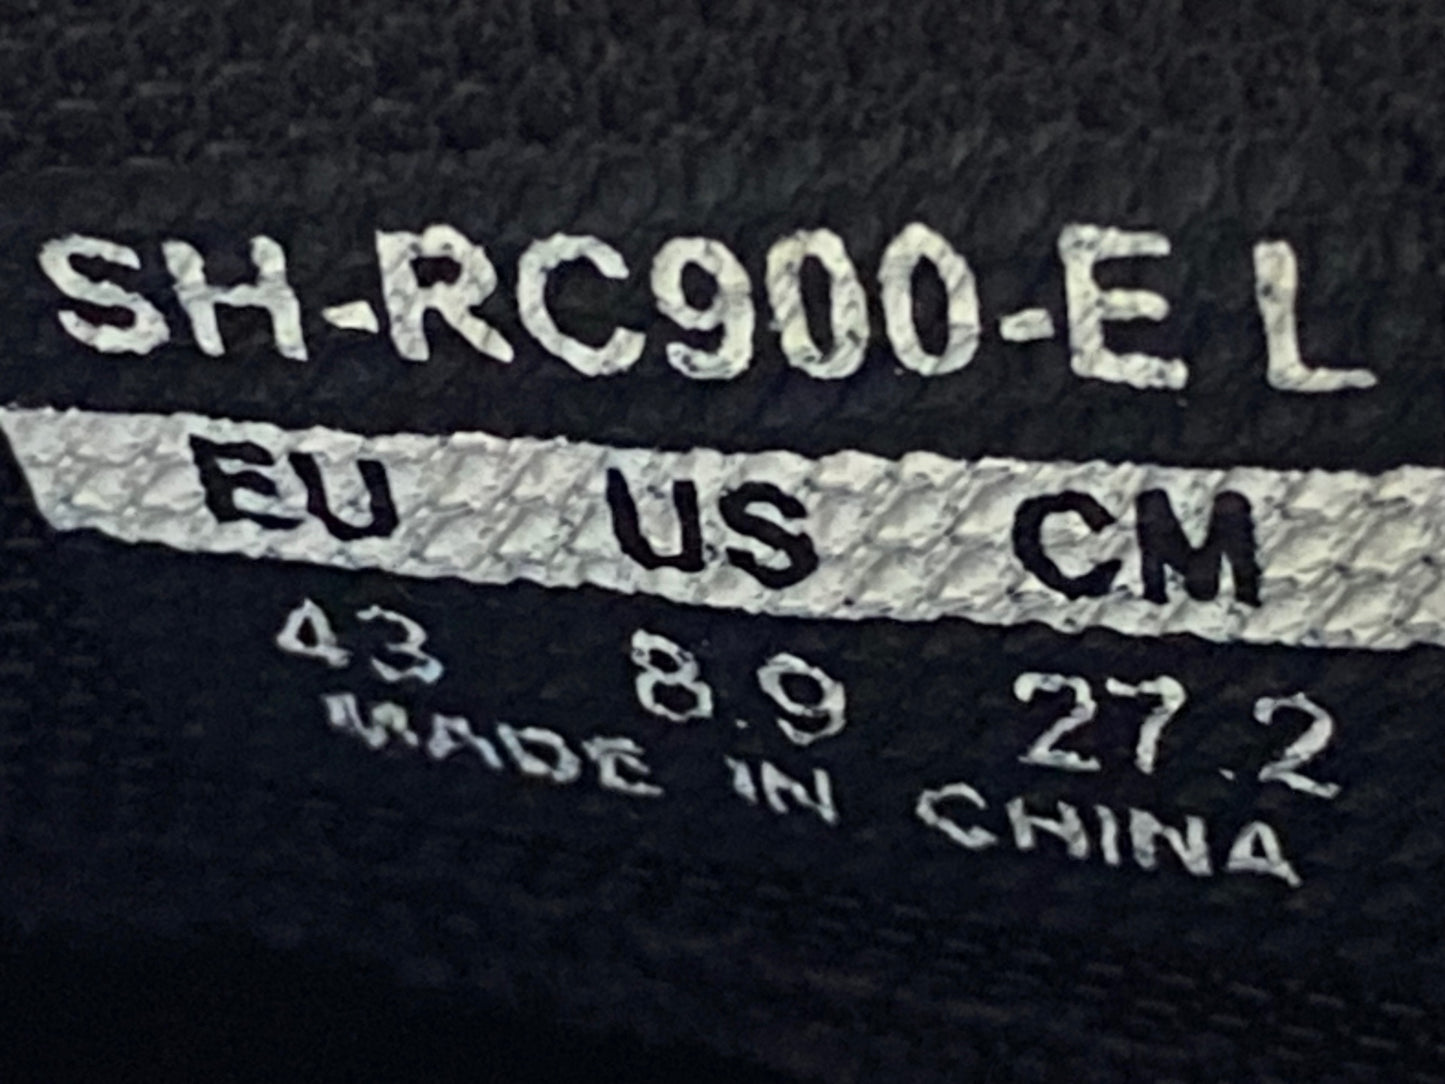 SH-RC900-E L
EU US CM
43 8.9 27.2
MADE IN CHINA